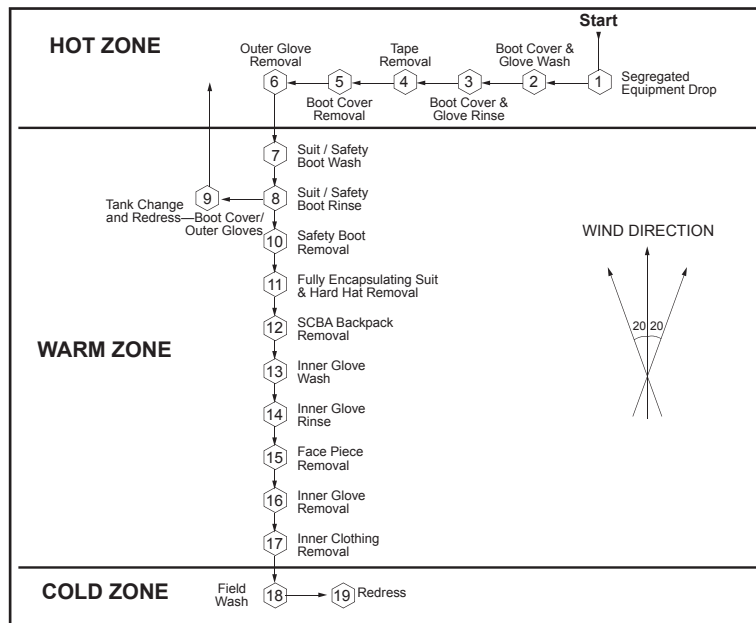 Start
HOT ZONE
Outer Glove
Removal
Tape
Removal
Boot Cover &
Glove Wash
6
5
4
3
2
1
Segregated
Equipment Drop
Boot Cover
Removal
Boot Cover &
Glove Rinse
7
Suit / Safety
Boot Wash
9
8
Suit / Safety
Boot Rinse
Tank Change
and Redress—Boot Cover/
Outer Gloves
10
Safety Boot
Removal
WIND DIRECTION
11
Fully Encapsulating Suit
& Hard Hat Removal
20 20
12
SCBA Backpack
Removal
WARM ZONE
13
Inner Glove
Wash
14
Inner Glove
Rinse
15
Face Piece
Removal
16
Inner Glove
Removal
17
Inner Clothing
Removal
COLD ZONE
Field
Wash
18
19
Redress